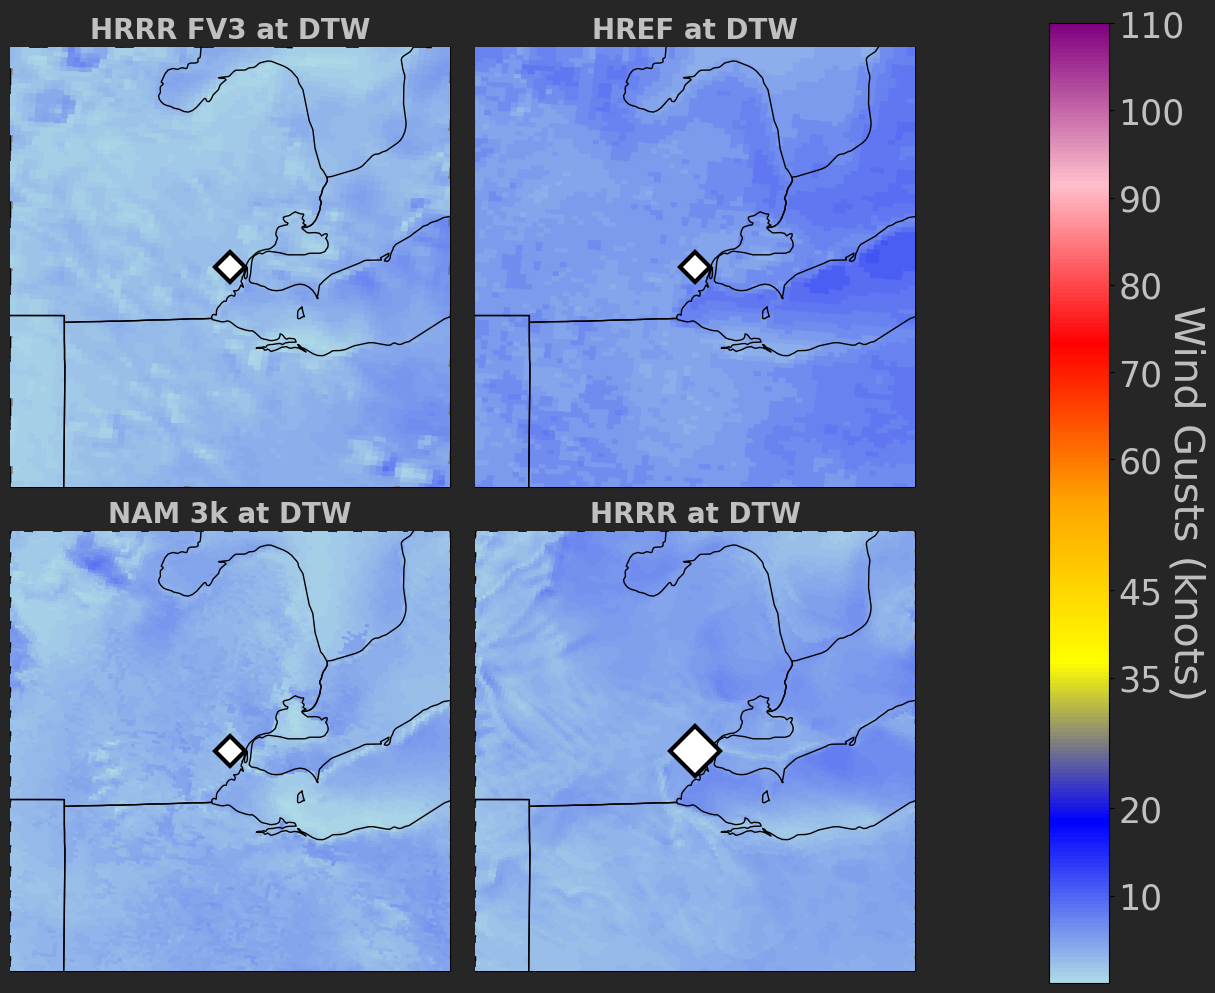 HRRR FV3 at DTW
HREF at DTW
NAM 3k at DTW
HRRR at DTW
110
100
90
80
70
60
45
35
20
10
Wind Gusts (knots)